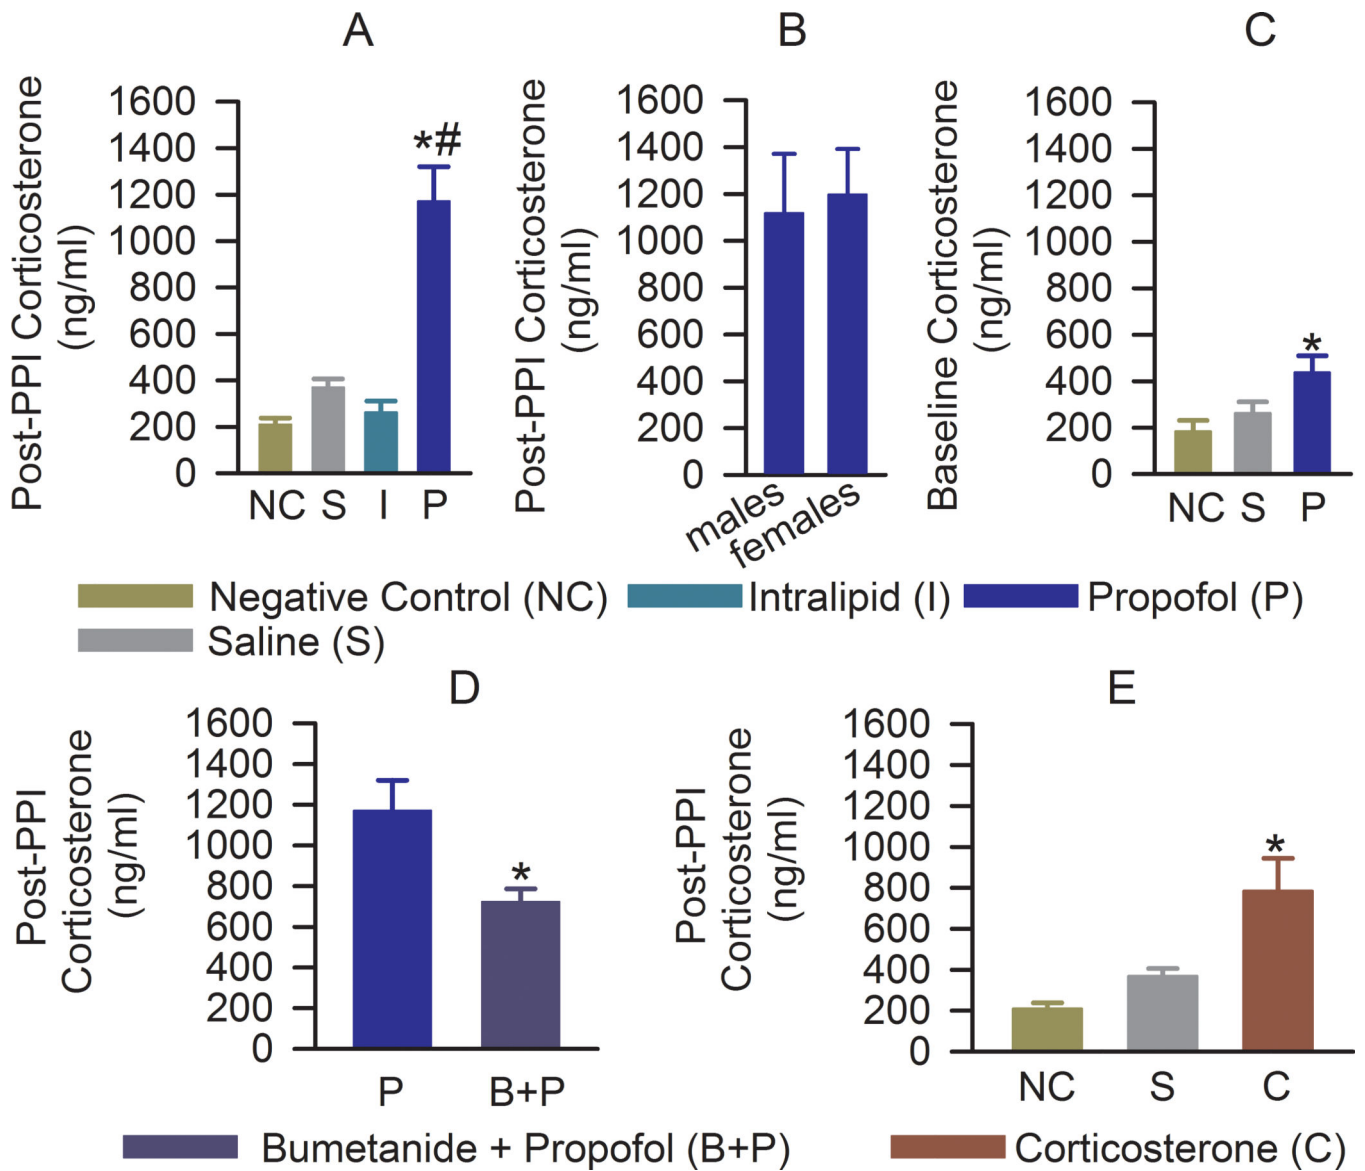 A
B
C
Post-PPI Corticosterone
(ng/ml)
1600
1400
1200
1000
800
600
400
200
0
*#
NC S I P
Post-PPI Corticosterone
(ng/ml)
1600
1400
1200
1000
800
600
400
200
0
males
females
Baseline Corticosterone
(ng/ml)
1600
1400
1200
1000
800
600
400
200
0
*
NC S P
Negative Control (NC)
Intralipid (I)
Propofol (P)
Saline (S)
D
E
Post-PPI
Corticosterone
(ng/ml)
1600
1400
1200
1000
800
600
400
200
0
*
P B+P
Post-PPI
Corticosterone
(ng/ml)
1600
1400
1200
1000
800
600
400
200
0
*
NC S C
Bumetanide + Propofol (B+P)
Corticosterone (C)